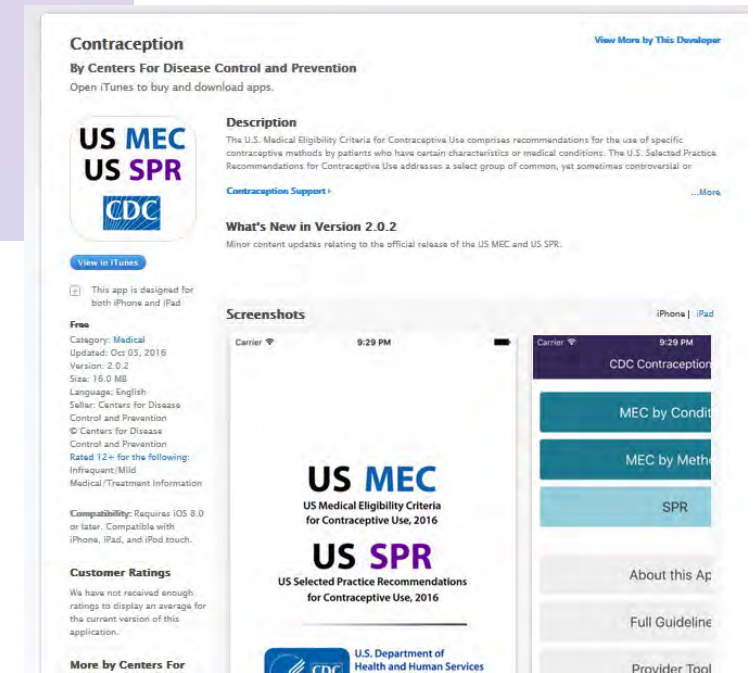 Contraception
View More by This Developer
By Centers For Disease Control and Prevention
Open iTunes to buy and download apps.
US MEC
US SPR
CDC
View in iTunes
+ This app is designed for
both iPhone and iPad
Free
Category: Medical
Updated: Oct 05, 2016
Version: 2.0.2
Size: 16.0 MB
Language: English
Seller: Centers for Disease
Control and Prevention
© Centers for Disease
Control and Prevention
Rated 12+ for the following:
Infrequent/Mild
Medical/Treatment Information
Compatibility: Requires iOS 8.0
or later. Compatible with
iPhone, iPad, and iPod touch.
Customer Ratings
We have not received enough
ratings to display an average for
the current version of this
application.
More by Centers For
Description
The U.S. Medical Eligibility Criteria for Contraceptive Use comprises recommendations for the use of specific
contraceptive methods by patients who have certain characteristics or medical conditions. The U.S. Selected Practice
Recommendations for Contraceptive Use addresses a select group of common, yet sometimes controversial or
Contraception Support
...More
What's New in Version 2.0.2
Minor content updates relating to the official release of the US MEC and US SPR.
Screenshots
iPhone | iPad
Carrier 9:29 PM
US MEC
US Medical Eligibility Criteria
for Contraceptive Use, 2016
US SPR
US Selected Practice Recommendations
for Contraceptive Use, 2016
CDC
U.S. Department of
Health and Human Services
Carrier 9:29 PM
CDC Contraception
MEC by Condit
MEC by Metho
SPR
About this Ap
Full Guideline
Provider Tool